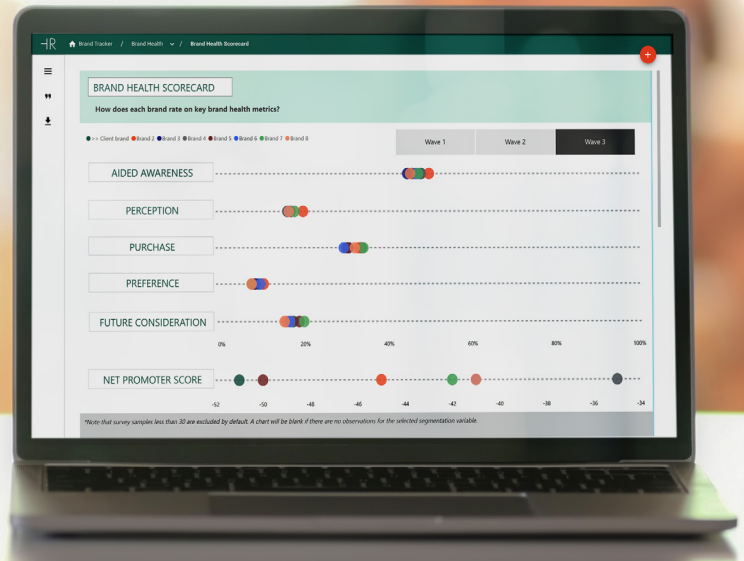 HR
Brand Tracker / Brand Health / Brand Health Scorecard
BRAND HEALTH SCORECARD
How does each brand rate on key brand health metrics?
>> Client brand Brand 2 Brand 3 Brand 4 Brand 5 Brand 6 Brand 7 Brand 8
Wave 1 Wave 2 Wave 3
AIDED AWARENESS
PERCEPTION
PURCHASE
PREFERENCE
FUTURE CONSIDERATION
0% 20% 40% 60% 80% 100%
NET PROMOTER SCORE
-52 -50 -48 -46 -44 -42 -40 -38 -36 -34
*Note that survey samples less than 30 are excluded by default. A chart will be blank if there are no observations for the selected segmentation variable.